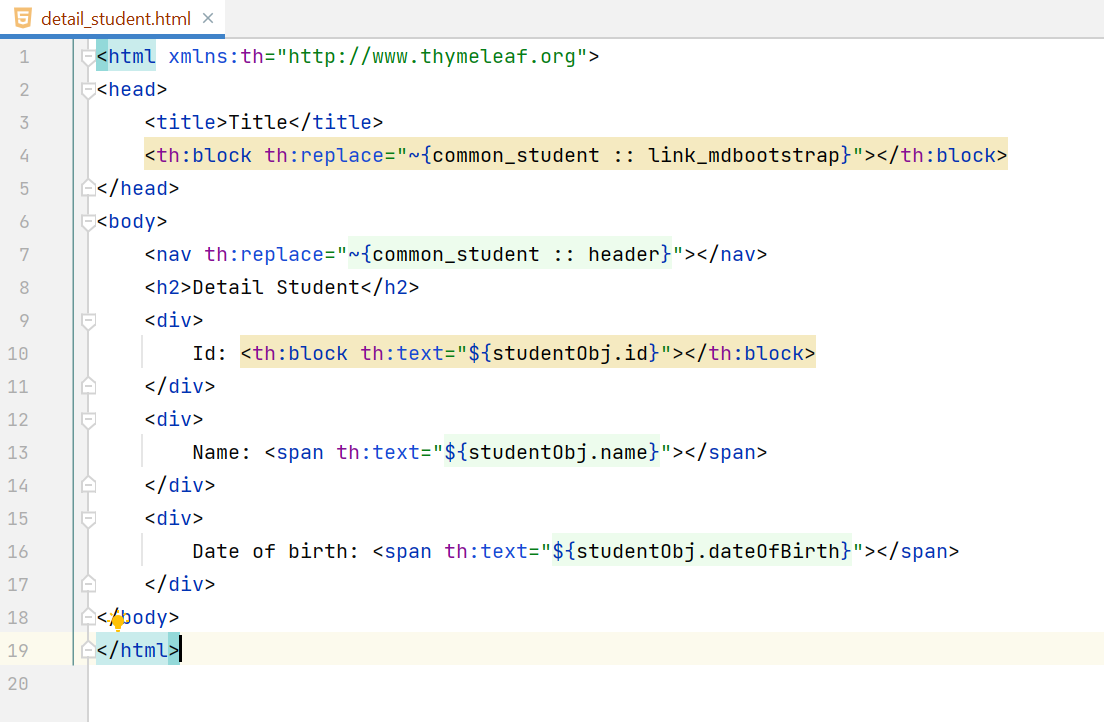 detail_student.html
1 <html xmlns:th="http://www.thymeleaf.org">
2 <head>
3     <title>Title</title>
4     <th:block th:replace="~{common_student :: link_mdbootstrap}"></th:block>
5 </head>
6 <body>
7     <nav th:replace="~{common_student :: header}"></nav>
8     <h2>Detail Student</h2>
9     <div>
10         Id: <th:block th:text="${studentObj.id}"></th:block>
11     </div>
12     <div>
13         Name: <span th:text="${studentObj.name}"></span>
14     </div>
15     <div>
16         Date of birth: <span th:text="${studentObj.dateOfBirth}"></span>
17     </div>
18 </body>
19 </html>
20